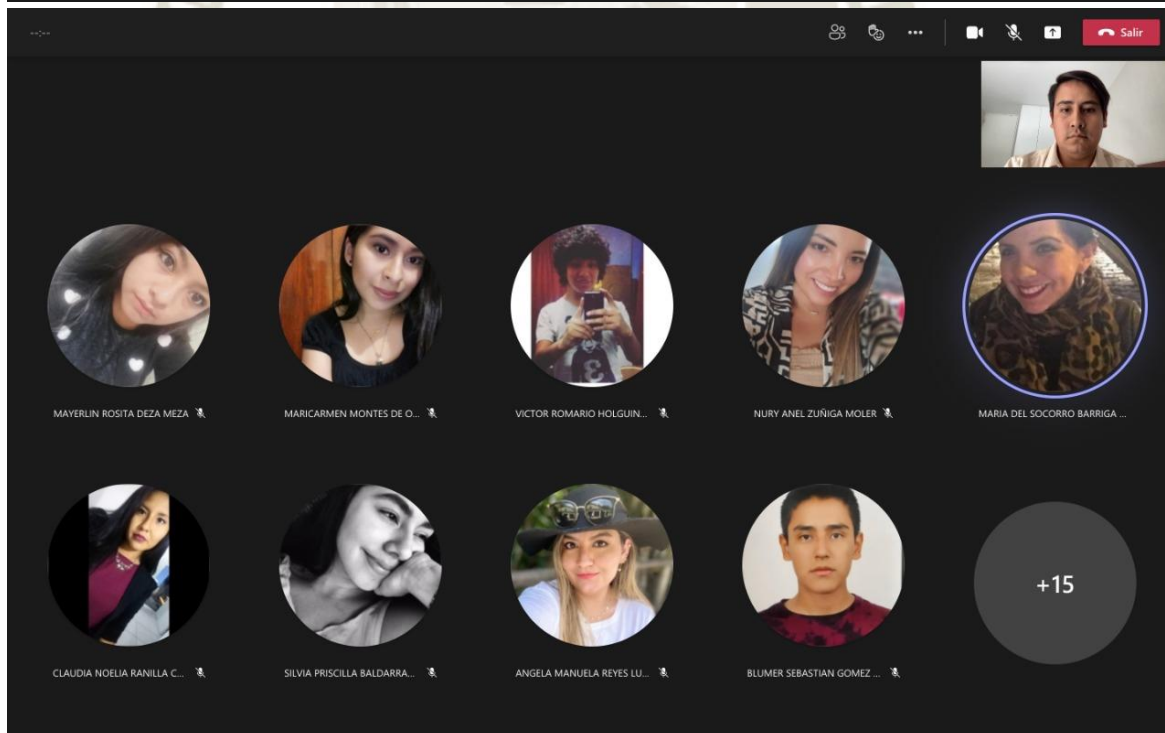 --:--
Salir
MAYERLIN ROSITA DEZA MEZA
MARICARMEN MONTES DE O...
VICTOR ROMARIO HOLGUIN...
NURY ANEL ZUÑIGA MOLER
MARIA DEL SOCORRO BARRIGA ...
CLAUDIA NOELIA RANILLA C...
SILVIA PRISCILLA BALDARRA...
ANGELA MANUELA REYES LU...
BLUMER SEBASTIAN GOMEZ ...
+15